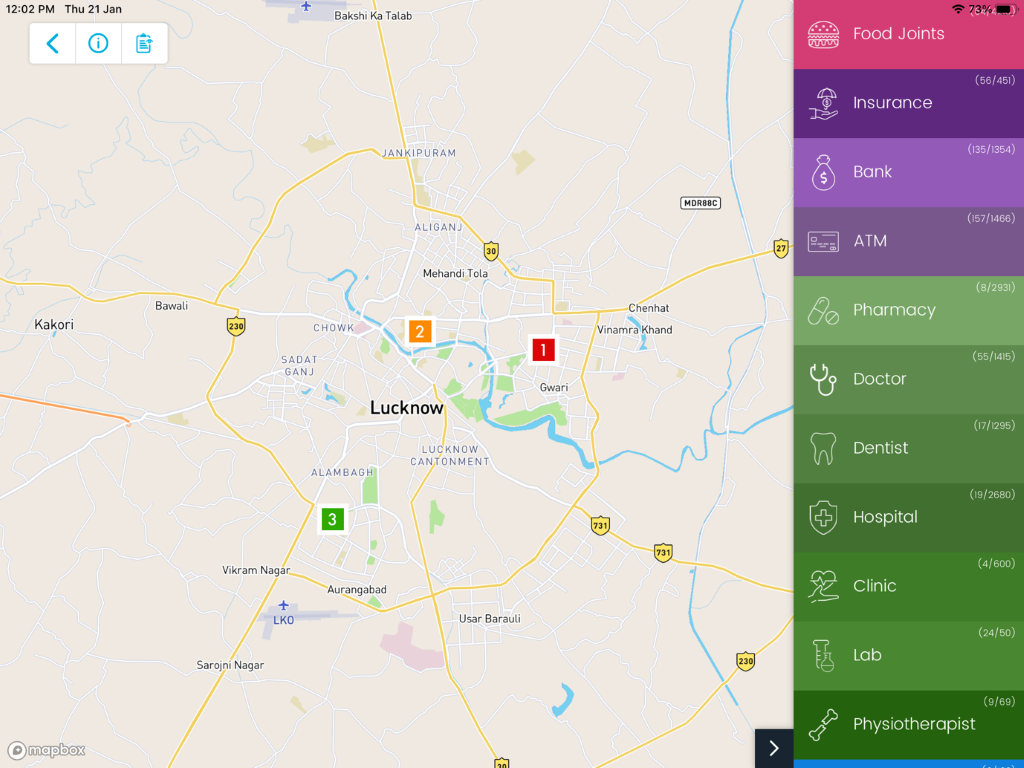 12:02 PM Thu 21 Jan
73%
Bakshi Ka Talab
JANKIPURAM
MDR88C
ALIGANJ
30
27
Mehandi Tola
Bawali
Chenhat
Kakori
230
CHOWK
2
Vinamra Khand
1
SADAT
GANJ
Gwari
Lucknow
LUCKNOW
CANTONMENT
ALAMBAGH
3
731
731
Vikram Nagar
Aurangabad
LKO
Usar Barauli
Sarojni Nagar
230
30
mapbox
Food Joints
(56/451)
Insurance
(135/1354)
Bank
(157/1466)
ATM
(8/2931)
Pharmacy
(55/1415)
Doctor
(17/1295)
Dentist
(19/2680)
Hospital
(4/600)
Clinic
(24/50)
Lab
(9/69)
Physiotherapist